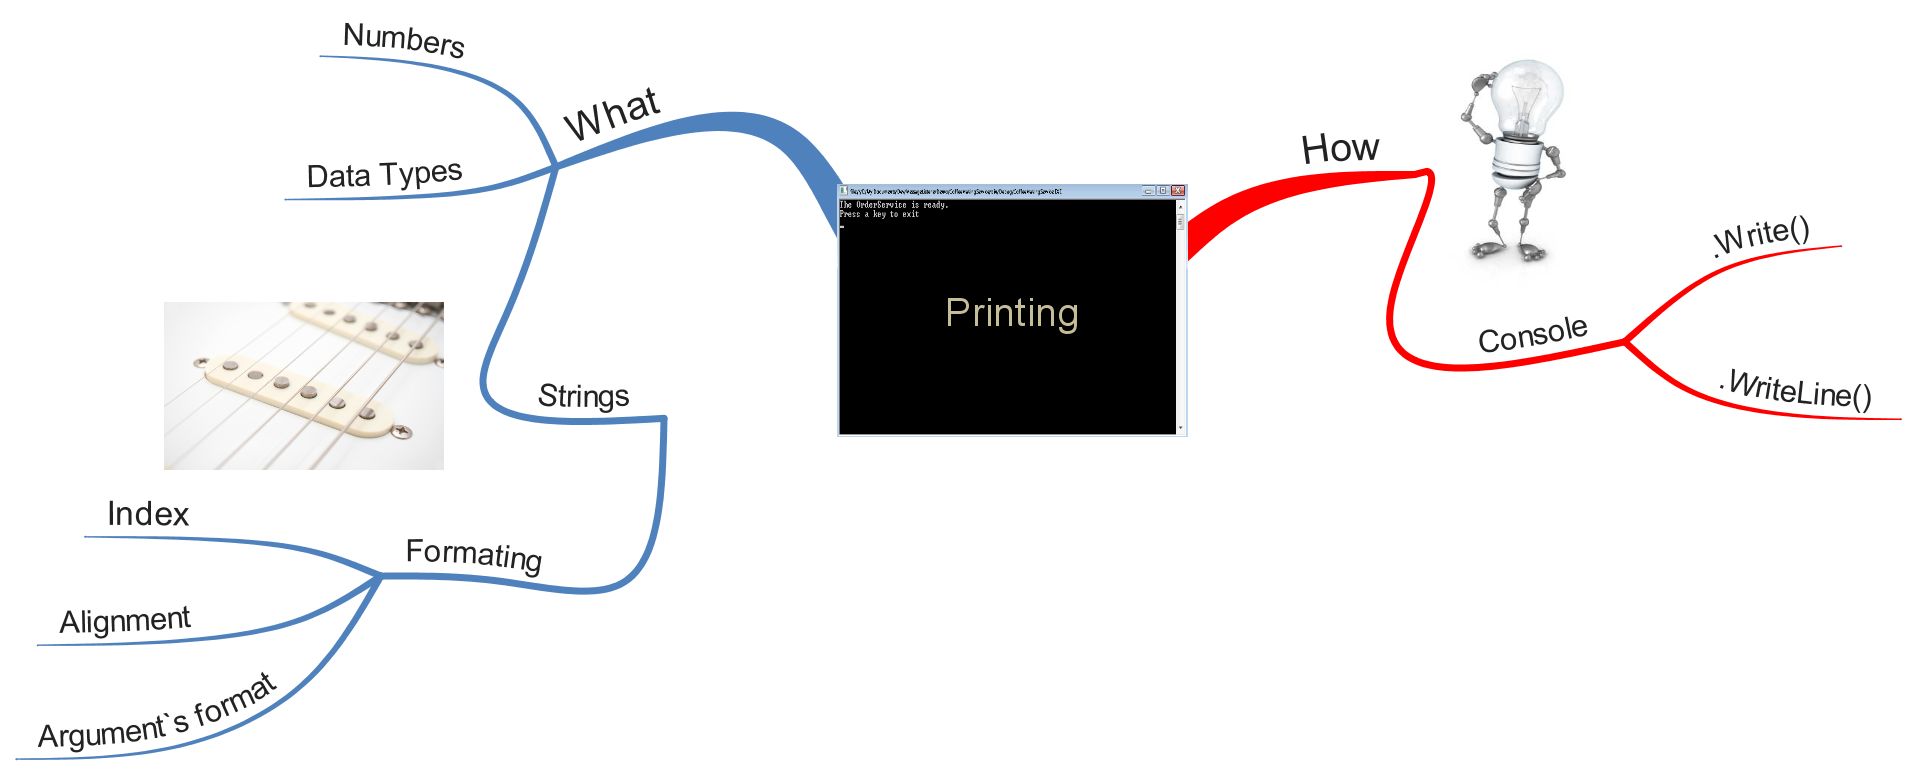 Numbers
What
Data Types
Strings
Formating
Index
Alignment
Argument`s format
The OrderService is ready.
Press a key to exit
Printing
How
Console
.Write()
.WriteLine()